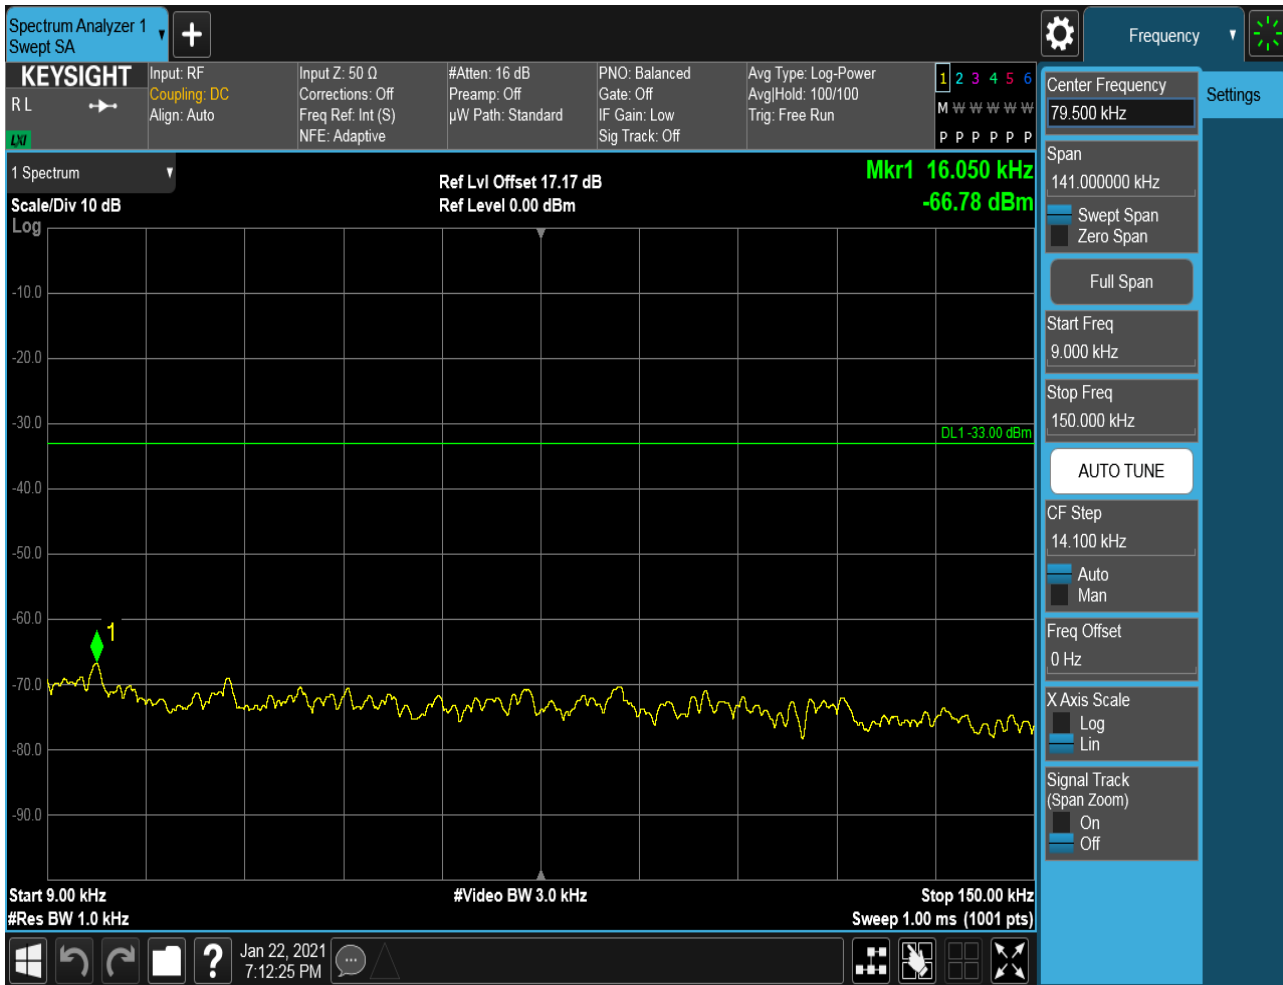 Spectrum Analyzer 1
Swept SA
Frequency
KEYSIGHT
R L
LXI
Input: RF
Coupling: DC
Align: Auto
Input Z: 50 Ω
Corrections: Off
Freq Ref: Int (S)
NFE: Adaptive
#Atten: 16 dB
Preamp: Off
µW Path: Standard
PNO: Balanced
Gate: Off
IF Gain: Low
Sig Track: Off
Avg Type: Log-Power
Avg|Hold: 100/100
Trig: Free Run
1 2 3 4 5 6
M W W W W W
P P P P P P
1 Spectrum
Scale/Div 10 dB
Log
Ref Lvl Offset 17.17 dB
Ref Level 0.00 dBm
Mkr1 16.050 kHz
-66.78 dBm
-10.0
-20.0
-30.0
DL1 -33.00 dBm
-40.0
-50.0
-60.0
1
-70.0
-80.0
-90.0
Start 9.00 kHz
#Video BW 3.0 kHz
Stop 150.00 kHz
#Res BW 1.0 kHz
Sweep 1.00 ms (1001 pts)
Jan 22, 2021
7:12:25 PM
Center Frequency
79.500 kHz
Settings
Span
141.000000 kHz
Swept Span
Zero Span
Full Span
Start Freq
9.000 kHz
Stop Freq
150.000 kHz
AUTO TUNE
CF Step
14.100 kHz
Auto
Man
Freq Offset
0 Hz
X Axis Scale
Log
Lin
Signal Track
(Span Zoom)
On
Off